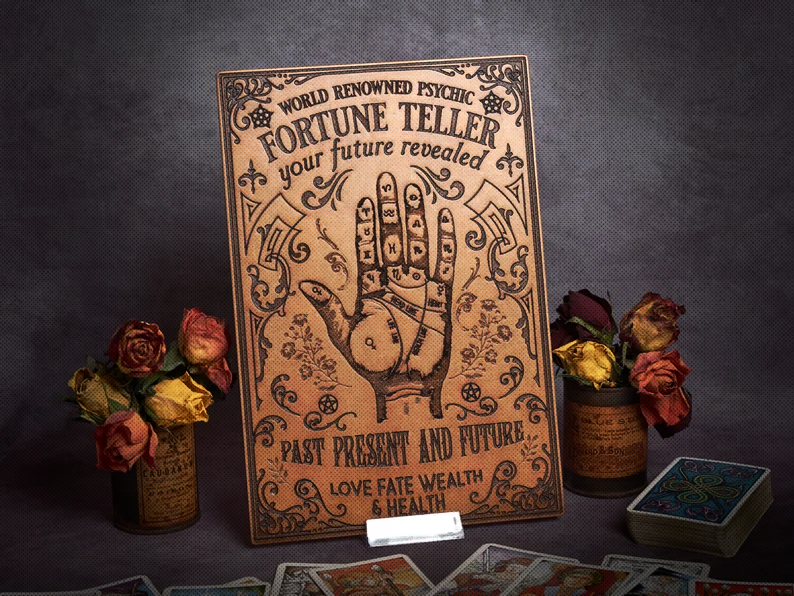 WORLD RENOWNED PSYCHIC
FORTUNE TELLER
your future revealed
PAST PRESENT AND FUTURE
LOVE FATE WEALTH
& HEALTH